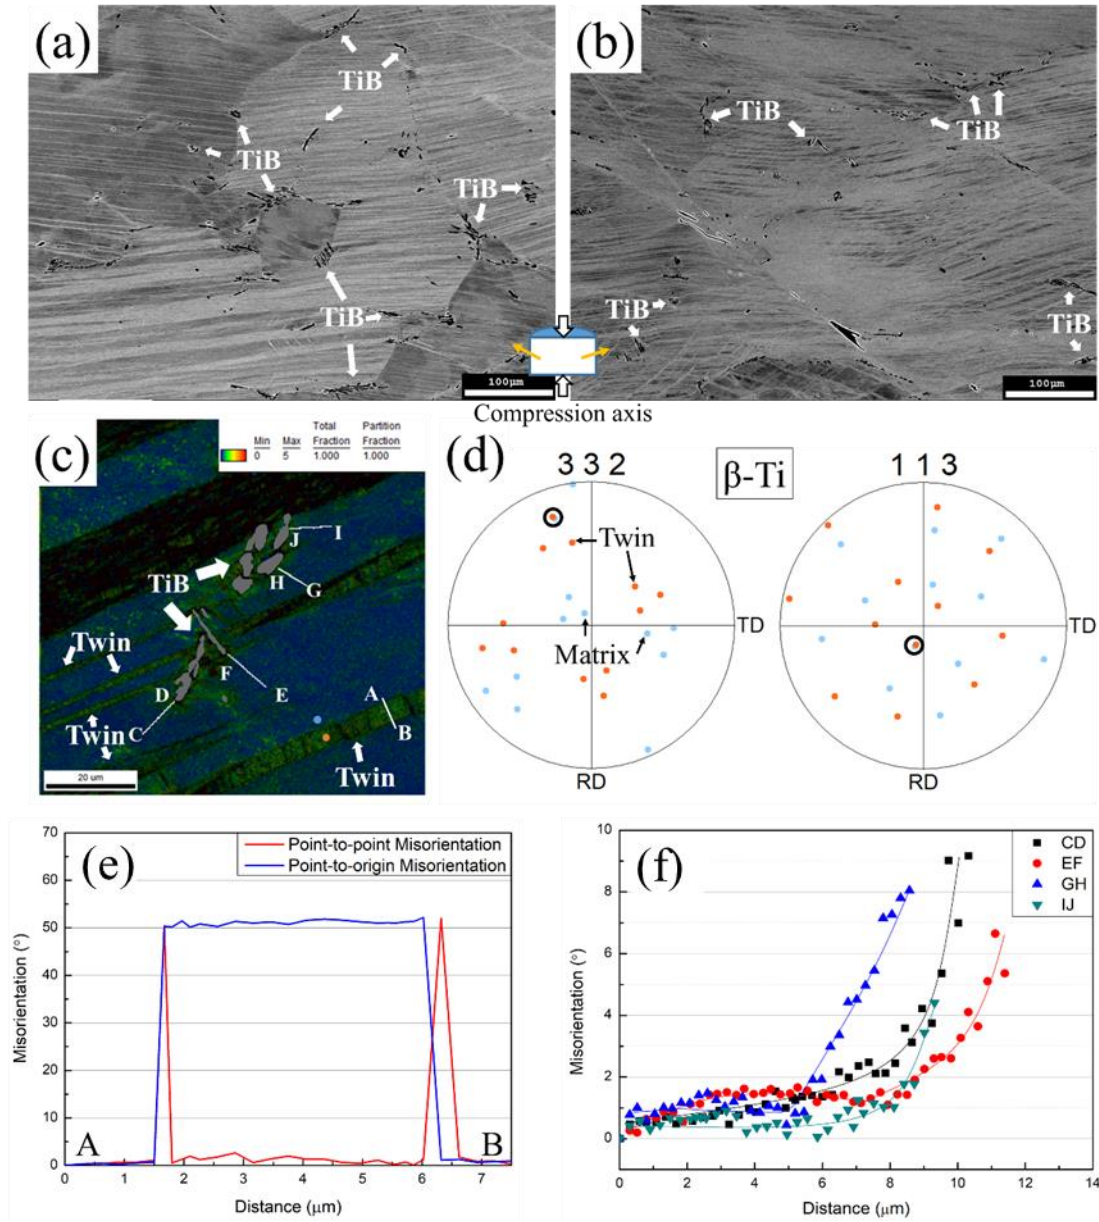 (a)
TiB
TiB
TiB
TiB
100μm
(b)
TiB
TiB
TiB
TiB
100μm
Compression axis
(c)
Min Max Total Fraction Partition Fraction
0 5 1.000 1.000
TiB
I
J
H
G
Twin
F
E
D
C
A
B
Twin
Twin
20 um
(d)
3 3 2
β-Ti
1 1 3
Twin
Matrix
TD
TD
RD
RD
(e)
Point-to-point Misorientation
Point-to-origin Misorientation
Misorientation (°)
70
60
50
40
30
20
10
0
A
B
0 1 2 3 4 5 6 7
Distance (μm)
(f)
CD
EF
GH
IJ
Misorientation (°)
10
8
6
4
2
0
0 2 4 6 8 10 12 14
Distance (μm)